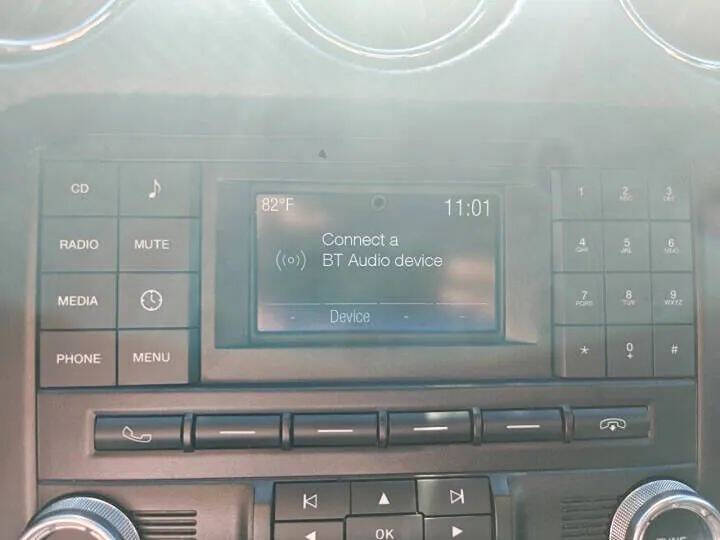 CD
RADIO MUTE
MEDIA
PHONE MENU
82°F 11:01
Connect a
BT Audio device
- Device - -
1 2 ABC 3 DEF
4 GHI 5 JKL 6 MNO
7 PQRS 8 TUV 9 WXYZ
* 0 + #
OK
TUNE